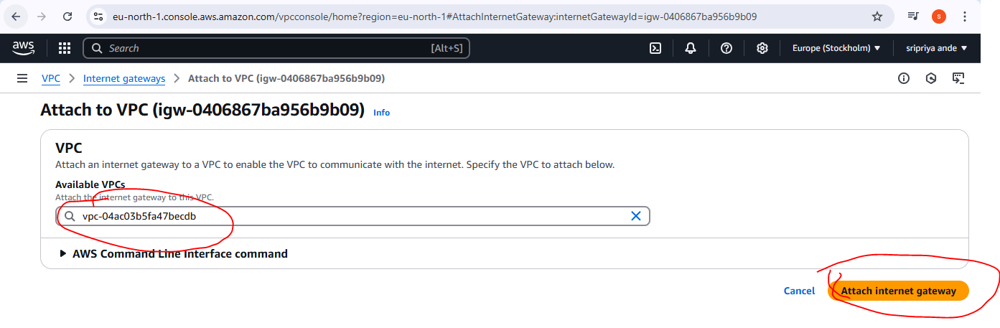 eu-north-1.console.aws.amazon.com/vpcconsole/home?region=eu-north-1#AttachInternetGateway:internetGatewayId=igw-0406867ba956b9b09
S
aws
Search
[Alt+S]
Europe (Stockholm)
sripriya ande
VPC
Internet gateways
Attach to VPC (igw-0406867ba956b9b09)
Attach to VPC (igw-0406867ba956b9b09)
Info
VPC
Attach an internet gateway to a VPC to enable the VPC to communicate with the internet. Specify the VPC to attach below.
Available VPCs
Attach the internet gateway to this VPC.
vpc-04ac03b5fa47becdb
AWS Command Line Interface command
Cancel
Attach internet gateway